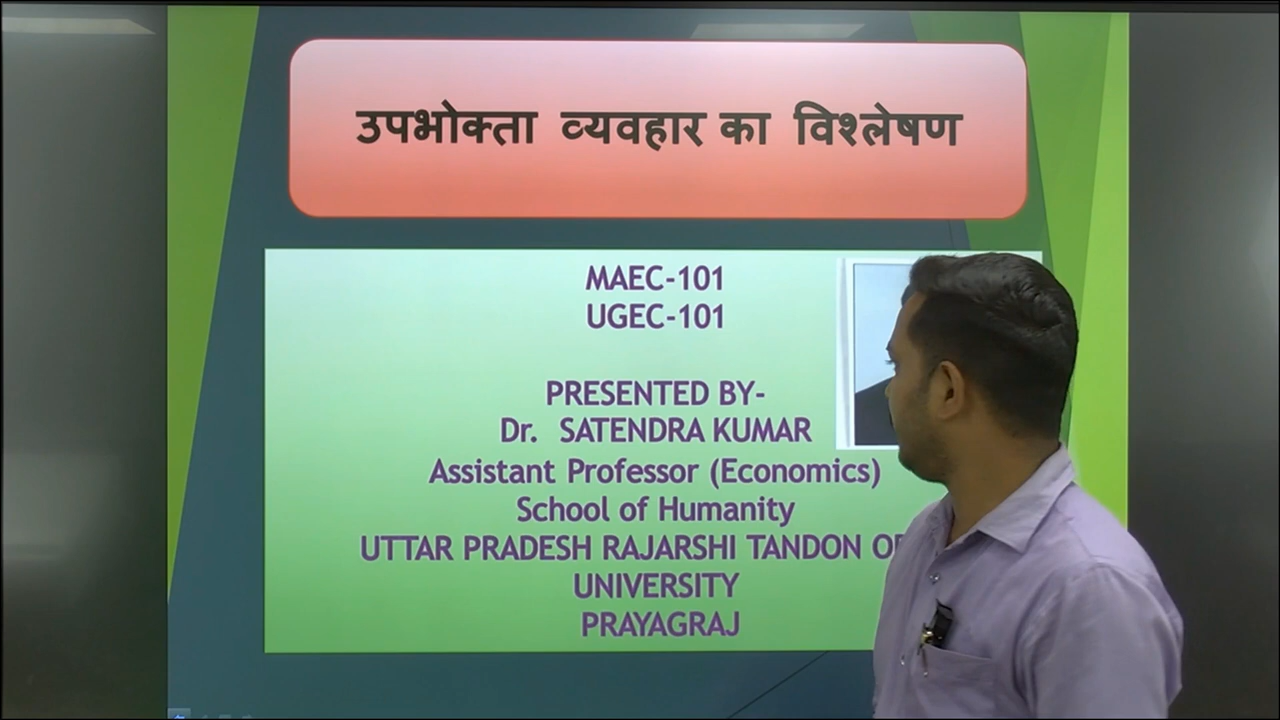 उपभोक्ता व्यवहार का विश्लेषण
MAEC-101
UGEC-101
PRESENTED BY-
Dr. SATENDRA KUMAR
Assistant Professor (Economics)
School of Humanity
UTTAR PRADESH RAJARSHI TANDON
UNIVERSITY
PRAYAGRAJ